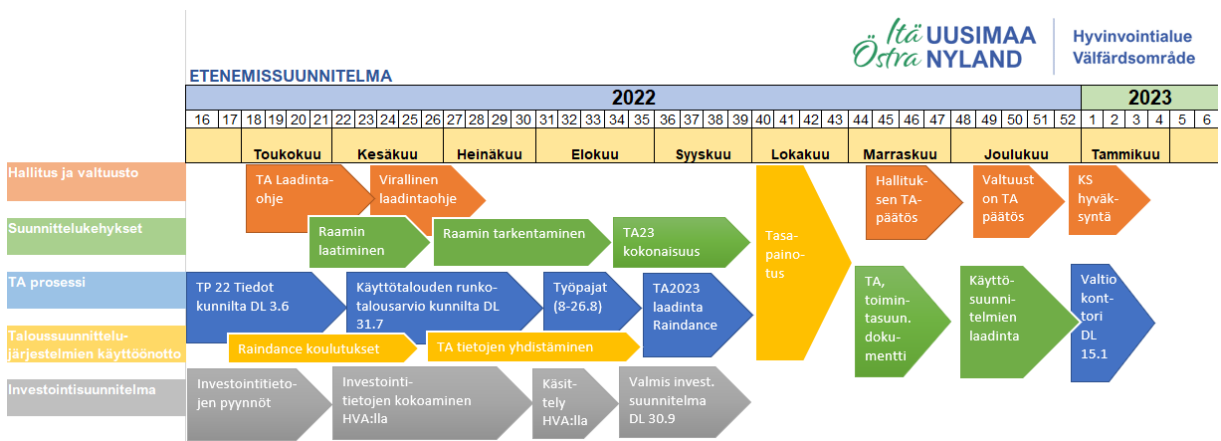 Itä UUSIMAA
Östra NYLAND
Hyvinvointialue
Välfärdsområde
ETENEMISSUUNNITELMA
2022 2023
16 17 18 19 20 21 22 23 24 25 26 27 28 29 30 31 32 33 34 35 36 37 38 39 40 41 42 43 44 45 46 47 48 49 50 51 52 1 2 3 4 5 6
Toukokuu Kesäkuu Heinäkuu Elokuu Syyskuu Lokakuu Marraskuu Joulukuu Tammikuu
Hallitus ja valtuusto
TA Laadinta-
ohje
Virallinen
laadintaohje
Hallituk-
sen TA-
päätös
Valtuust
on TA
päätös
KS
hyväk-
syntä
Suunnittelukehykset
Raamin
laatiminen
Raamin tarkentaminen
TA23
kokonaisuus
Tasa-
paino-
tus
TA prosessi
TP 22 Tiedot
kunnilta DL 3.6
Käyttötalouden runko-
talousarvio kunnilta DL
31.7
Työpajat
(8-26.8)
TA2023
laadinta
Raindance
TA,
toimin-
tasuun.
doku-
mentti
Käyttö-
suunni-
telmien
laadinta
Valtio
kont-
tori
DL
15.1
Taloussuunnittelu-
järjestelmien käyttöönotto
Raindance koulutukset
TA tietojen yhdistäminen
Investointisuunnitelma
Investointitieto-
jen pyynnöt
Investointi-
tietojen kokoaminen
HVA:lla
Käsit-
tely
HVA:lla
Valmis invest.
suunnitelma
DL 30.9